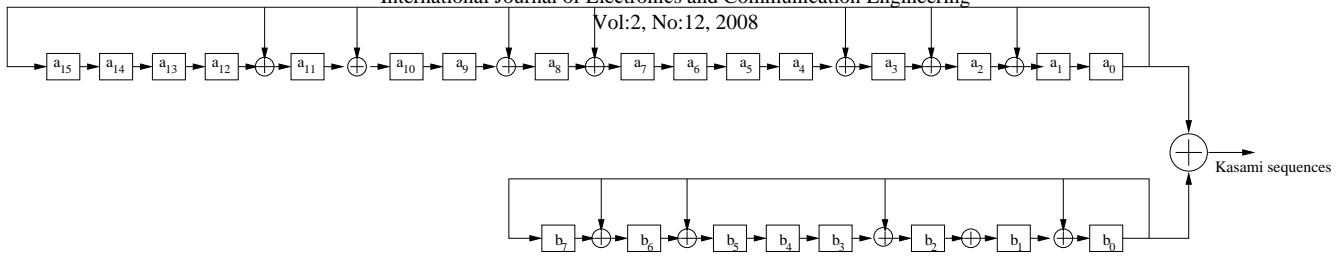 International Journal of Electronics and Communication Engineering
Vol:2, No:12, 2008
a15 a14 a13 a12 a11 a10 a9 a8 a7 a6 a5 a4 a3 a2 a1 a0
Kasami sequences
b7 b6 b5 b4 b3 b2 b1 b0